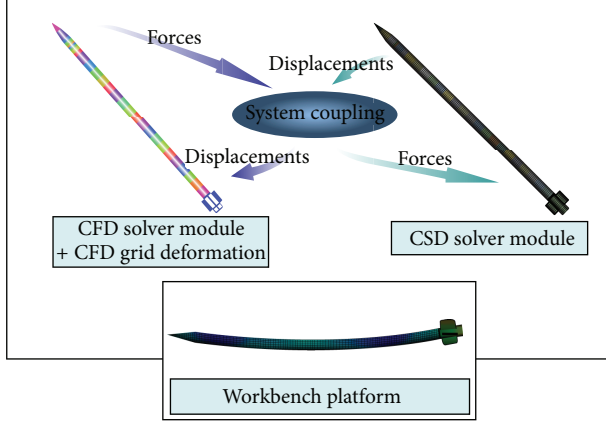 Forces
Displacements
System coupling
Displacements
Forces
CFD solver module
+ CFD grid deformation
CSD solver module
Workbench platform